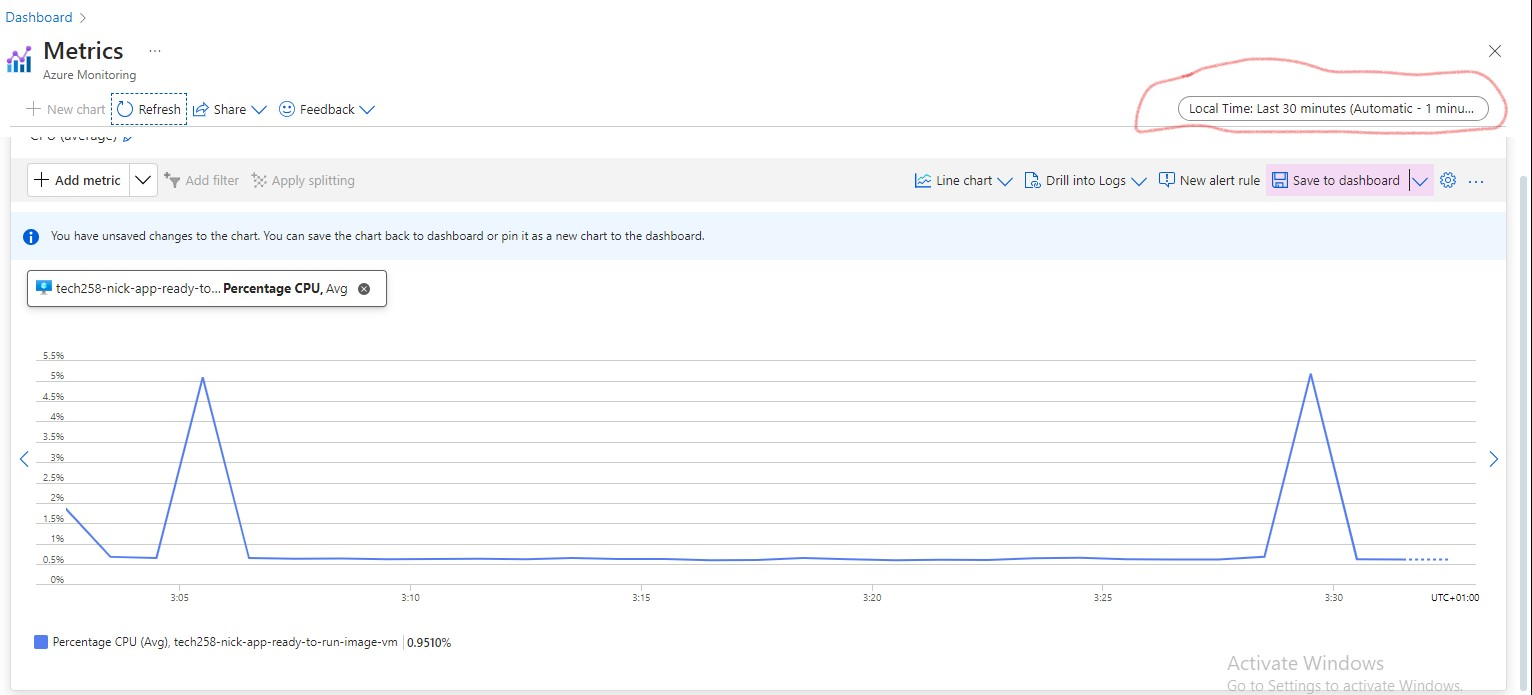 Dashboard >
Metrics ...
Azure Monitoring
New chart Refresh Share Feedback
Local Time: Last 30 minutes (Automatic - 1 minu...
CPU (average)
Add metric Add filter Apply splitting Line chart Drill into Logs New alert rule Save to dashboard ...
You have unsaved changes to the chart. You can save the chart back to dashboard or pin it as a new chart to the dashboard.
tech258-nick-app-ready-to... Percentage CPU, Avg
5.5%
5%
4.5%
4%
3.5%
3%
2.5%
2%
1.5%
1%
0.5%
0%
3:05 3:10 3:15 3:20 3:25 3:30 UTC+01:00
Percentage CPU (Avg), tech258-nick-app-ready-to-run-image-vm 0.9510%
Activate Windows
Go to Settings to activate Windows.